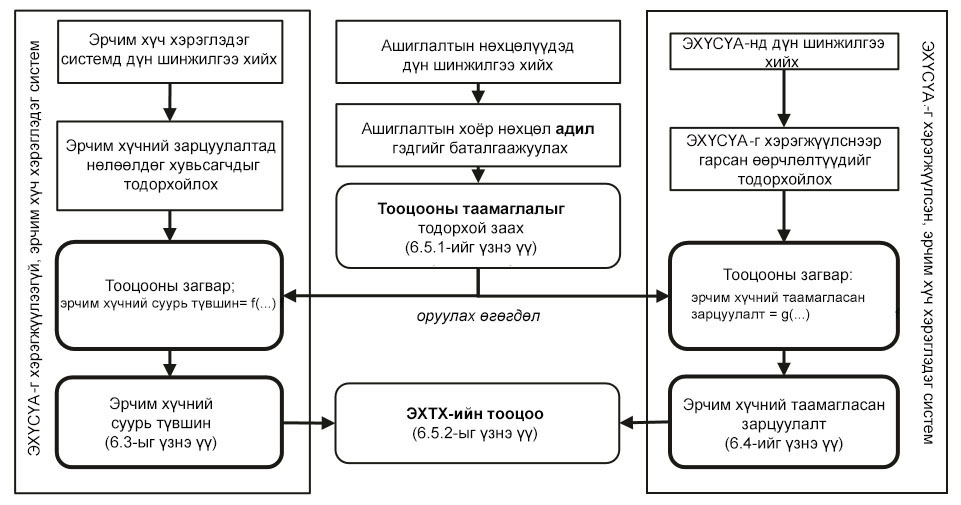 ЭХҮСҮА-г хэрэгжүүлээгүй, эрчим хүч хэрэглэдэг систем
Эрчим хүч хэрэглэдэг
системд дүн шинжилгээ хийх
Эрчим хүчний зарцуулалтад
нөлөөлдөг хувьсагчдыг
тодорхойлох
Тооцооны загвар;
эрчим хүчний суурь түвшин= f(...)
Эрчим хүчний
суурь түвшин
(6.3-ыг үзнэ үү)
Ашиглалтын нөхцөлүүдэд
дүн шинжилгээ хийх
Ашиглалтын хоёр нөхцөл адил
гэдгийг баталгаажуулах
Тооцооны таамаглалыг
тодорхой заах
(6.5.1-ийг үзнэ үү)
оруулах өгөгдөл
ЭХТХ-ийн тооцоо
(6.5.2-ыг үзнэ үү)
ЭХҮСҮА-нд дүн шинжилгээ
хийх
ЭХҮСҮА-г хэрэгжүүлснээр
гарсан өөрчлөлтүүдийг
тодорхойлох
Тооцооны загвар:
эрчим хүчний таамагласан
зарцуулалт = g(...)
Эрчим хүчний таамагласан
зарцуулалт
(6.4-ийг үзнэ үү)
ЭХҮСҮА.-г хэрэгжүүлсэн, эрчим хүч хэрэглэдэг систем